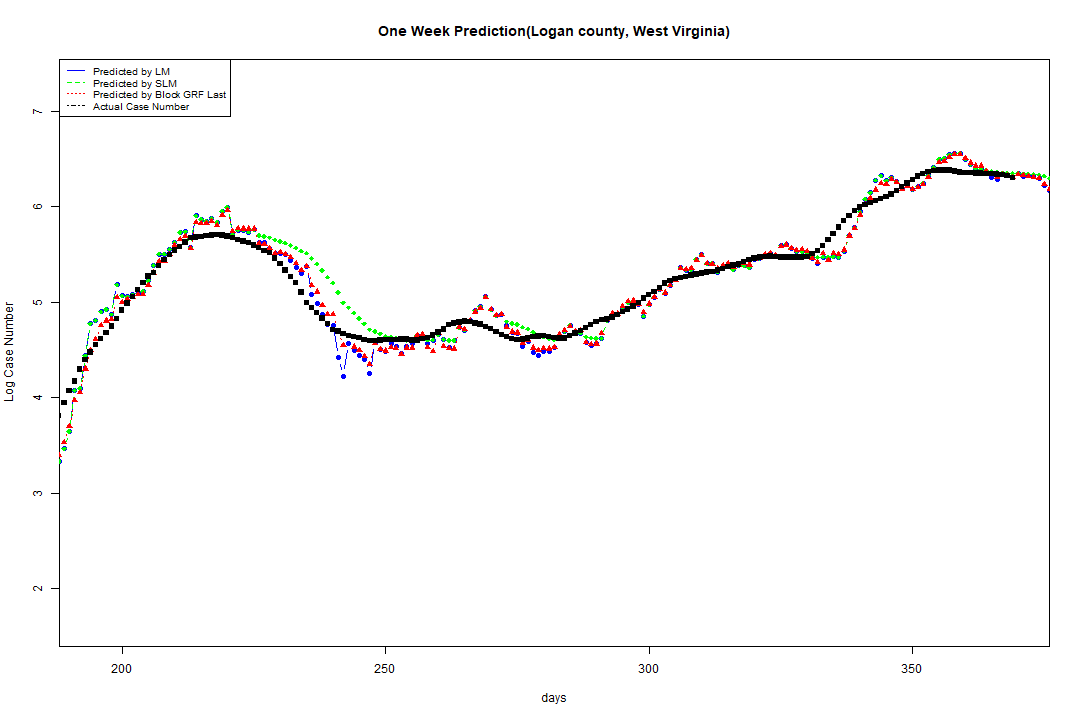 One Week Prediction(Logan county, West Virginia)
Predicted by LM
Predicted by SLM
Predicted by Block GRF Last
Actual Case Number
7
6
5
4
3
2
Log Case Number
200
250
300
350
days